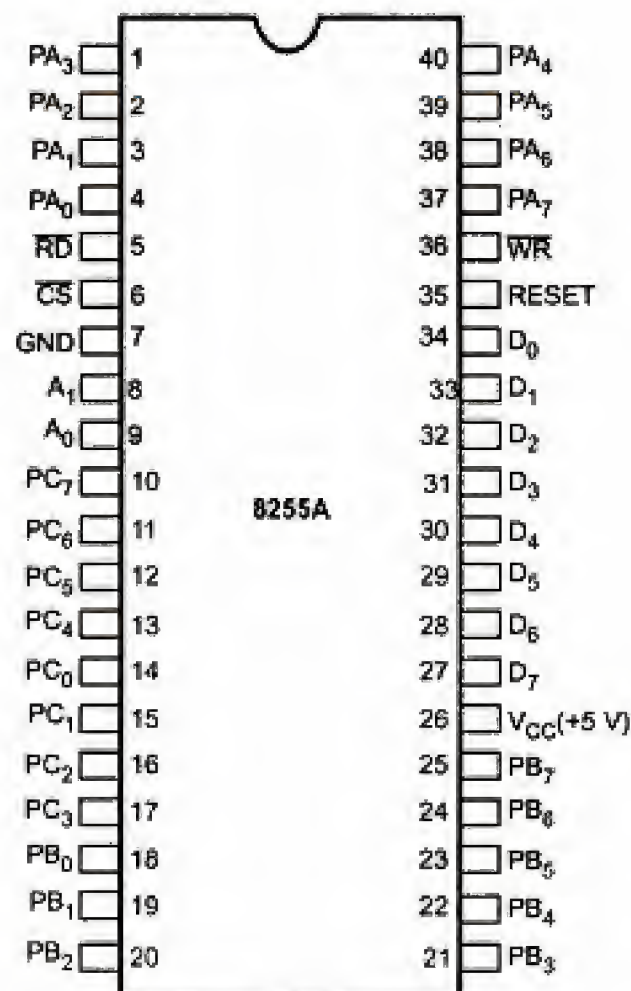 PA₃ 1 40 PA₄
PA₂ 2 39 PA₅
PA₁ 3 38 PA₆
PA₀ 4 37 PA₇
R̅D̅ 5 36 W̅R̅
C̅S̅ 6 35 RESET
GND 7 34 D₀
A₁ 8 33 D₁
A₀ 9 32 D₂
PC₇ 10 31 D₃
8255A
PC₆ 11 30 D₄
PC₅ 12 29 D₅
PC₄ 13 28 D₆
PC₀ 14 27 D₇
PC₁ 15 26 V_CC(+5 V)
PC₂ 16 25 PB₇
PC₃ 17 24 PB₆
PB₀ 18 23 PB₅
PB₁ 19 22 PB₄
PB₂ 20 21 PB₃